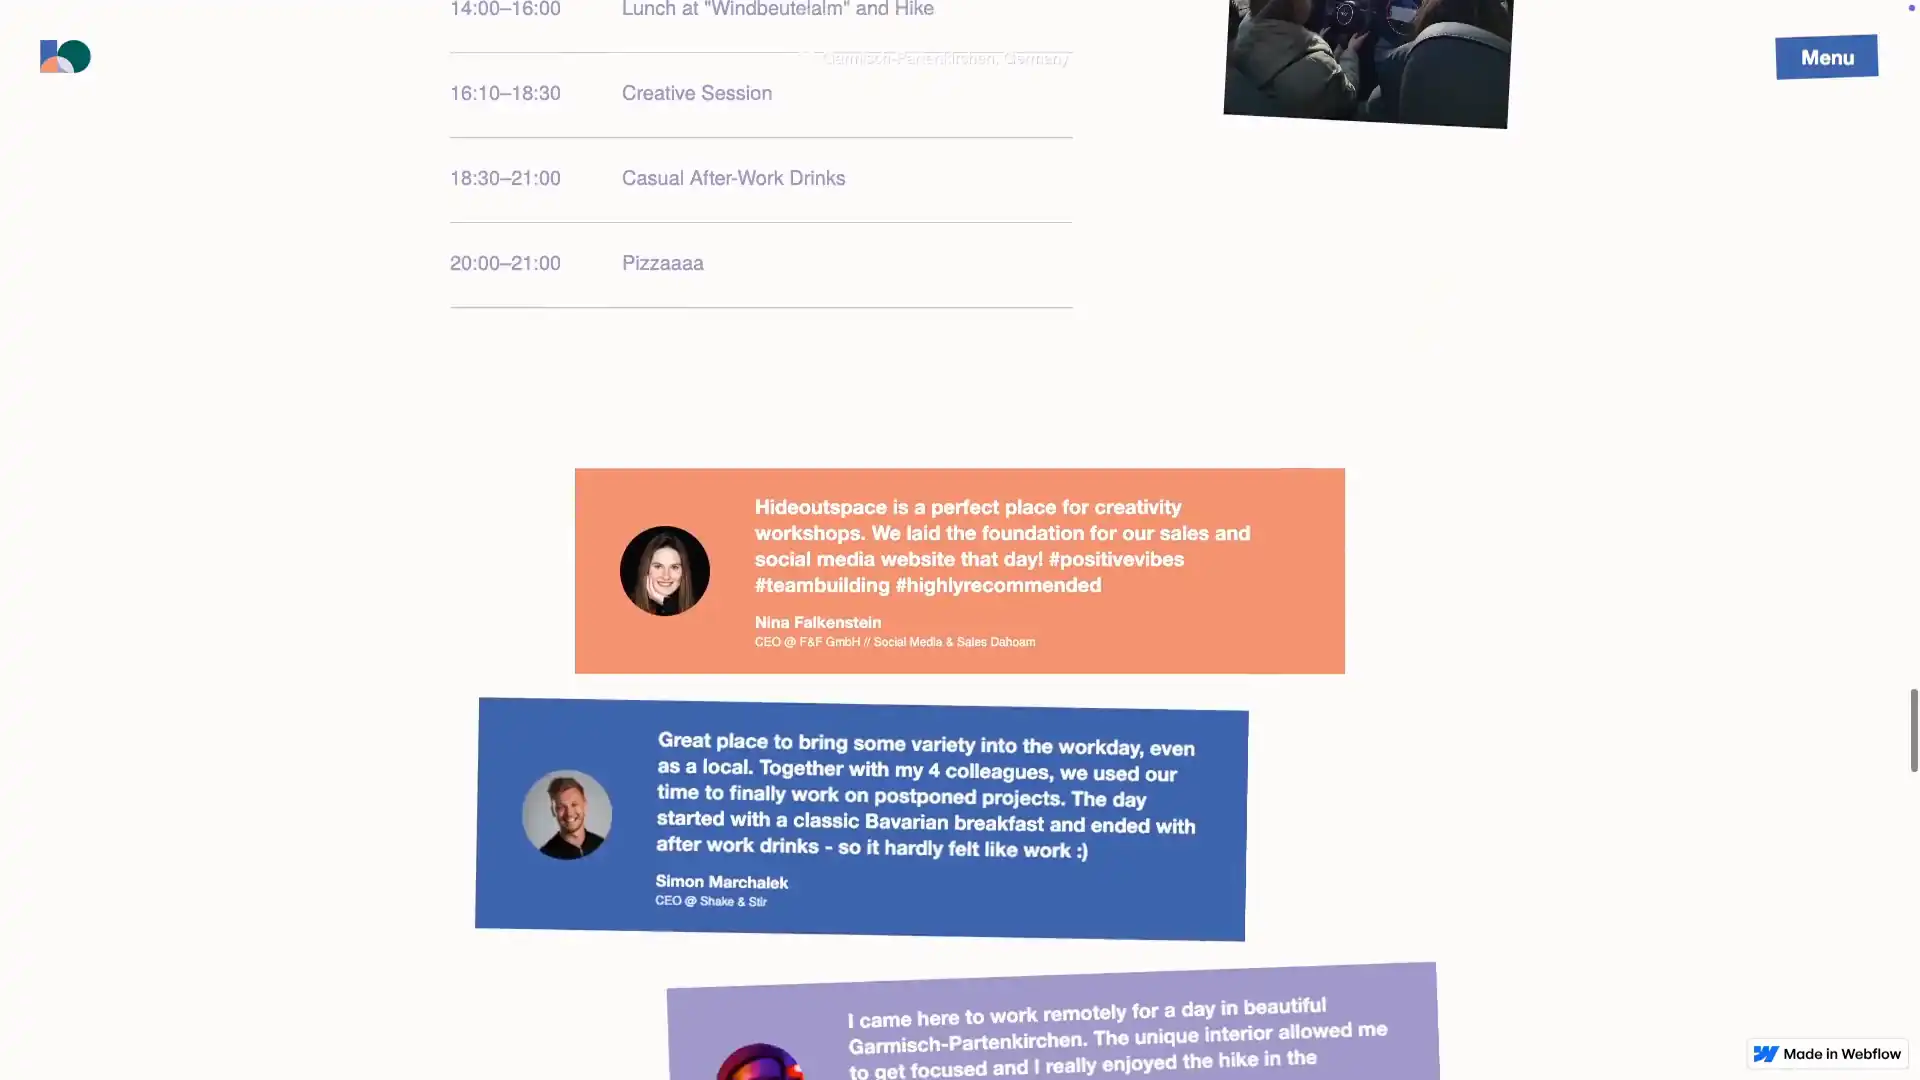 14:00–16:00 Lunch at "Windbeutelalm" and Hike
Garmisch-Partenkirchen, Germany
Menu
16:10–18:30 Creative Session
18:30–21:00 Casual After-Work Drinks
20:00–21:00 Pizzaaaa
Hideoutspace is a perfect place for creativity
workshops. We laid the foundation for our sales and
social media website that day! #positivevibes
#teambuilding #highlyrecommended
Nina Falkenstein
CEO @ F&F GmbH // Social Media & Sales Dahoam
Great place to bring some variety into the workday, even
as a local. Together with my 4 colleagues, we used our
time to finally work on postponed projects. The day
started with a classic Bavarian breakfast and ended with
after work drinks - so it hardly felt like work :)
Simon Marchalek
CEO @ Shake & Stir
I came here to work remotely for a day in beautiful
Garmisch-Partenkirchen. The unique interior allowed me
to get focused and I really enjoyed the hike in the
Made in Webflow